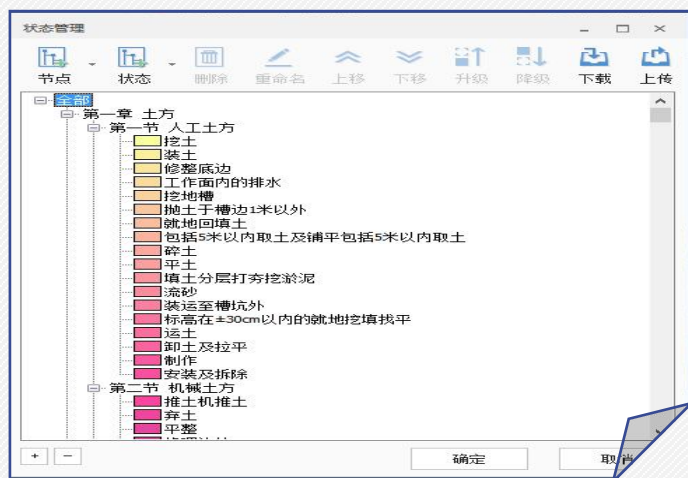 状态管理
节点 状态 删除 重命名 上移 下移 升级 降级 下载 上传
全部
第一章 土方
第一节 人工土方
挖土
装土
修整底边
工作面内的排水
挖地槽
抛土于槽边1米以外
就地回填土
包括5米以内取土及铺平包括5米以内取土
碎土
平土
填土分层打夯挖淤泥
流砂
装运至槽坑外
标高在±30cm以内的就地挖填找平
运土
卸土及拉平
制作
安装及拆除
第二节 机械土方
推土机推土
弃土
平整
确定 取消